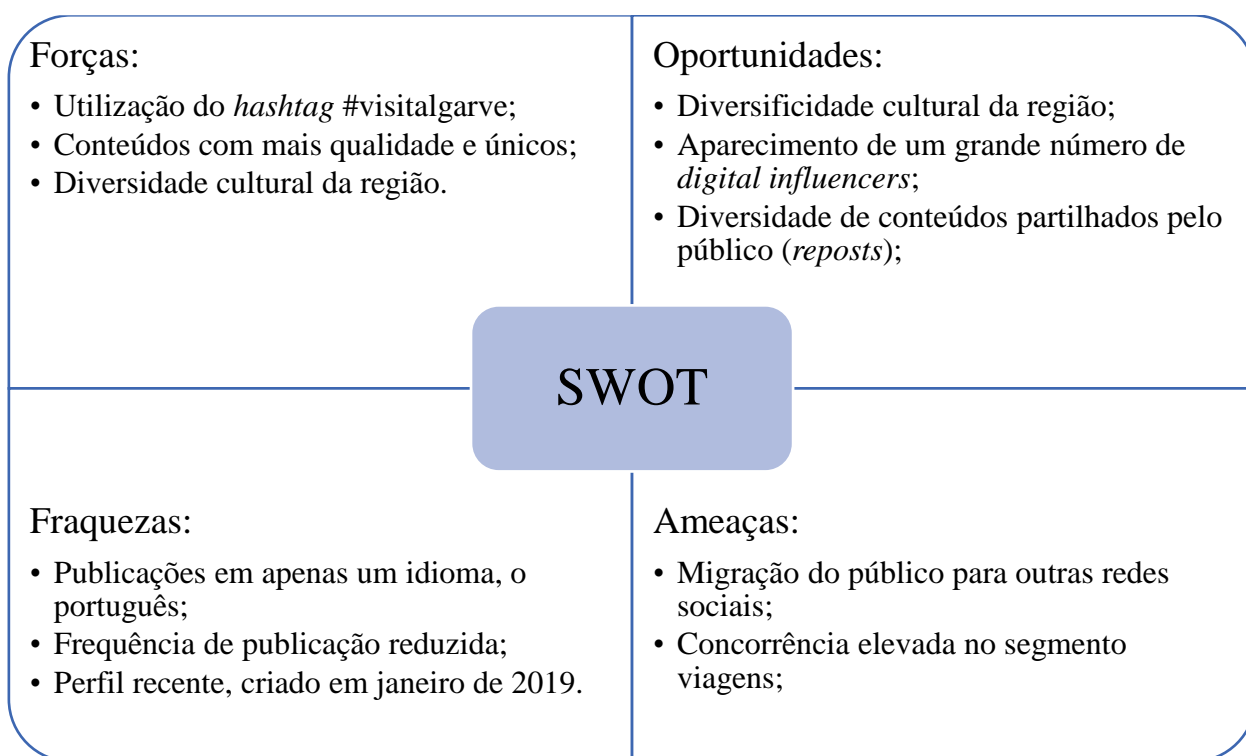 Forças:
• Utilização do hashtag #visitalgarve;
• Conteúdos com mais qualidade e únicos;
• Diversidade cultural da região.
Oportunidades:
• Diversificidade cultural da região;
• Aparecimento de um grande número de
digital influencers;
• Diversidade de conteúdos partilhados pelo
público (reposts);
SWOT
Fraquezas:
• Publicações em apenas um idioma, o
português;
• Frequência de publicação reduzida;
• Perfil recente, criado em janeiro de 2019.
Ameaças:
• Migração do público para outras redes
sociais;
• Concorrência elevada no segmento
viagens;